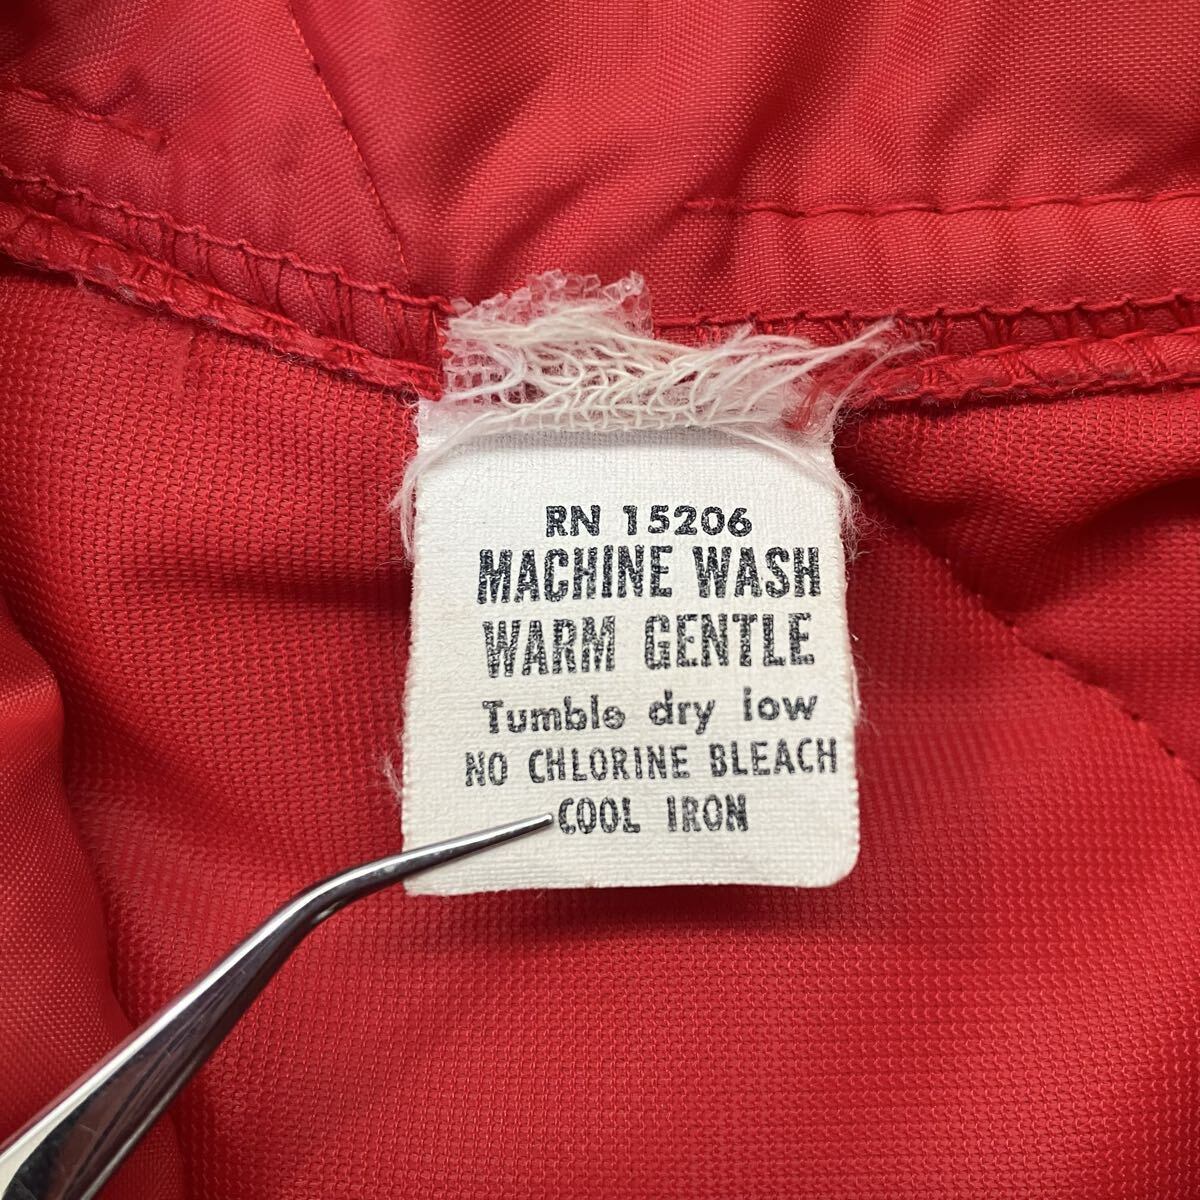 RN 15206
MACHINE WASH
WARM GENTLE
Tumble dry low
NO CHLORINE BLEACH
COOL IRON